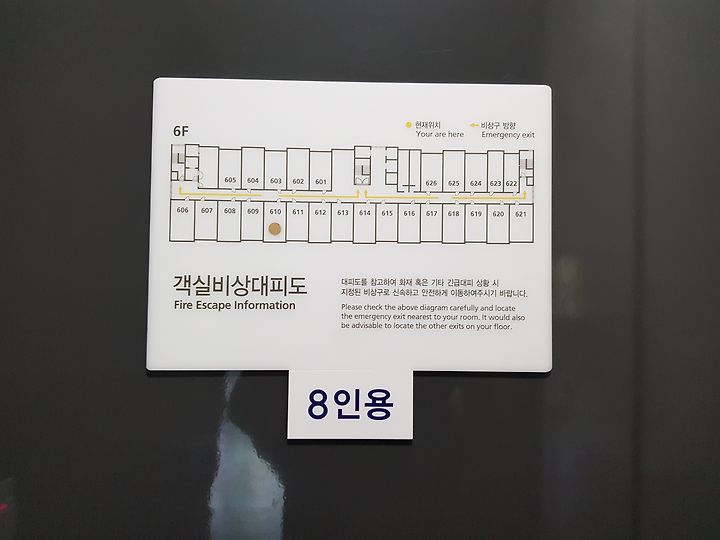 6F
현재위치
Your are here
비상구 방향
Emergency exit
605 604 603 602 601 626 625 624 623 622
606 607 608 609 610 611 612 613 614 615 616 617 618 619 620 621
객실비상대피도
Fire Escape Information
대피도를 참고하여 화재 혹은 기타 긴급대피 상황 시
지정된 비상구로 신속하고 안전하게 이동하여주시기 바랍니다.
Please check the above diagram carefully and locate
the emergency exit nearest to your room. It would also
be advisable to locate the other exits on your floor.
8인용